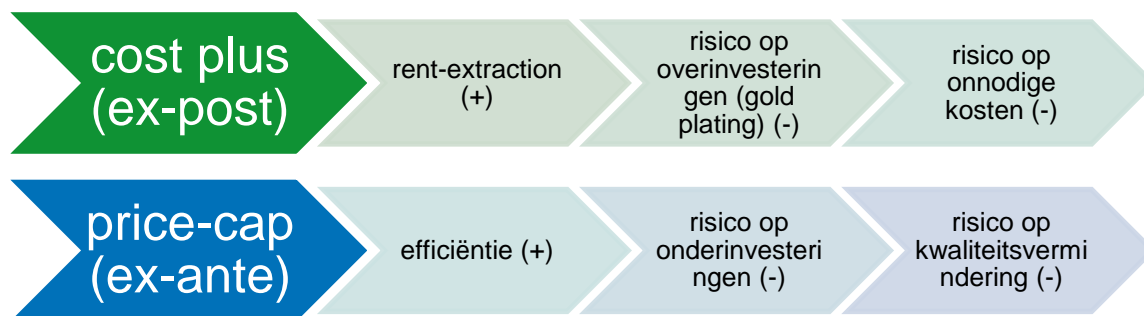 cost plus
(ex-post)
rent-extraction
(+)
risico op
overinvesterin
gen (gold
plating) (-)
risico op
onnodige
kosten (-)
price-cap
(ex-ante)
efficiëntie (+)
risico op
onderinvesteri
ngen (-)
risico op
kwaliteitsvermi
ndering (-)